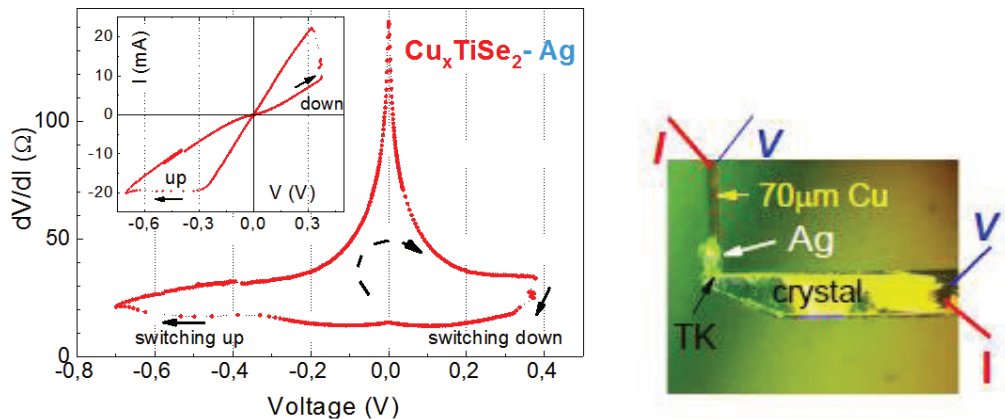 I (mA)
20
10
0
-10
-20
-0,6
-0,3
0,0
0,3
V (V)
down
up
CuxTiSe2- Ag
dV/dI (Ω)
100
50
0
switching up
switching down
-0,8
-0,6
-0,4
-0,2
0,0
0,2
0,4
Voltage (V)
I
V
70μm Cu
Ag
V
crystal
TK
I